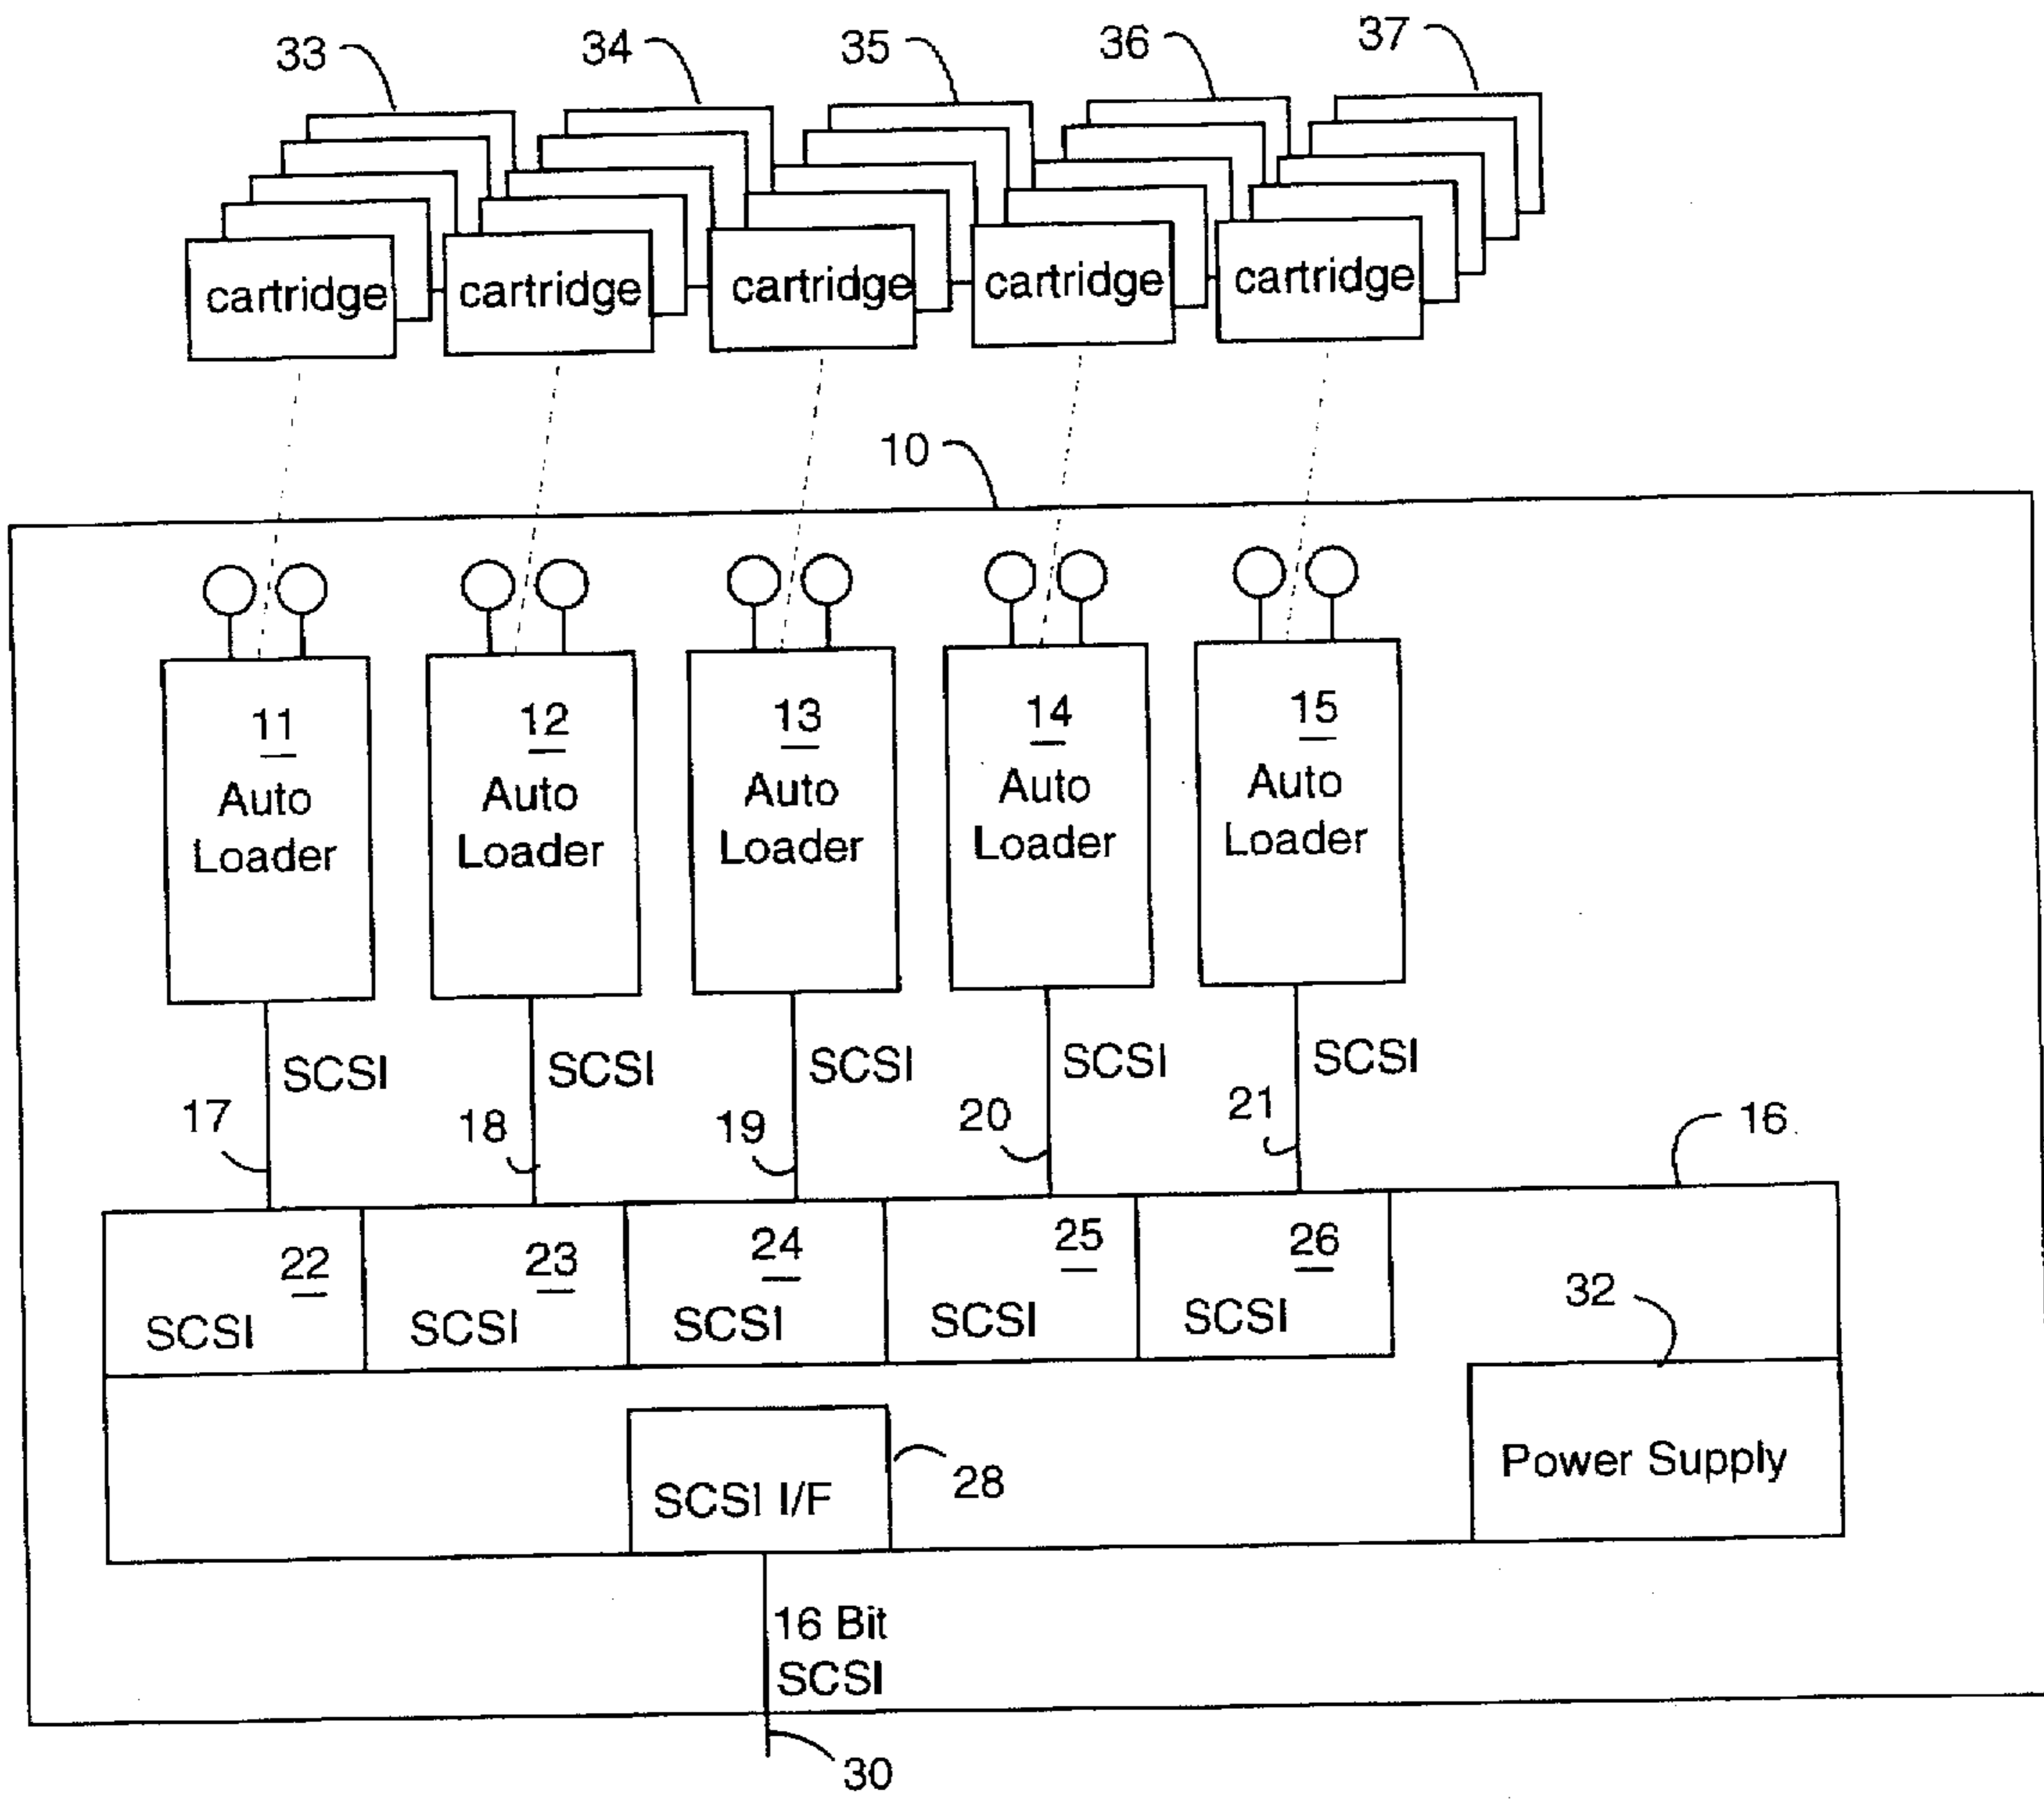 33 34 35 36 37
cartridge cartridge cartridge cartridge cartridge
10
11 12 13 14 15
Auto Auto Auto Auto Auto
Loader Loader Loader Loader Loader
SCSI SCSI SCSI SCSI SCSI
17 18 19 20 21 16
22 23 24 25 26
SCSI SCSI SCSI SCSI SCSI
32
Power Supply
SCSI I/F 28
16 Bit
SCSI
30